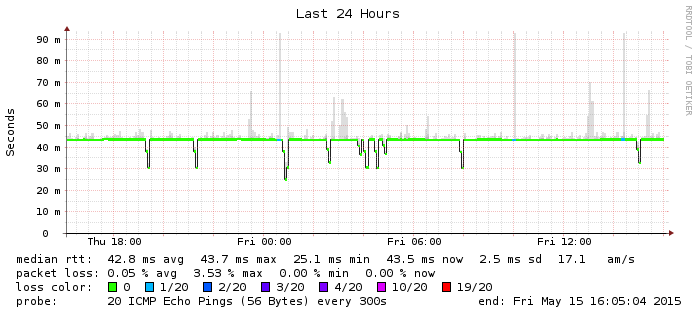 Last 24 Hours
RRDTOOL / TOBI OETIKER
Seconds
90 m
80 m
70 m
60 m
50 m
40 m
30 m
20 m
10 m
0
Thu 18:00 Fri 00:00 Fri 06:00 Fri 12:00
median rtt: 42.8 ms avg 43.7 ms max 25.1 ms min 43.5 ms now 2.5 ms sd 17.1 am/s
packet loss: 0.05 % avg 3.53 % max 0.00 % min 0.00 % now
loss color: 0 1/20 2/20 3/20 4/20 10/20 19/20
probe: 20 ICMP Echo Pings (56 Bytes) every 300s end: Fri May 15 16:05:04 2015